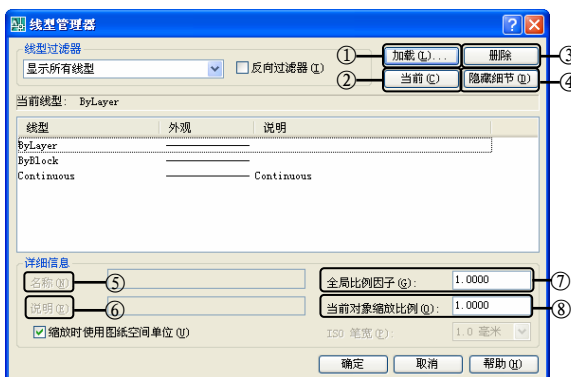 线型管理器
线型过滤器
显示所有线型
反向过滤器(I)
① 加载(L)... 删除 ③
② 当前(C) 隐藏细节(D) ④
当前线型: ByLayer
线型 外观 说明
ByLayer
ByBlock
Continuous Continuous
详细信息
名称(N) ⑤ 全局比例因子(G): 1.0000 ⑦
说明(E) ⑥ 当前对象缩放比例(O): 1.0000 ⑧
缩放时使用图纸空间单位(U) ISO 笔宽(P): 1.0 毫米
确定 取消 帮助(H)